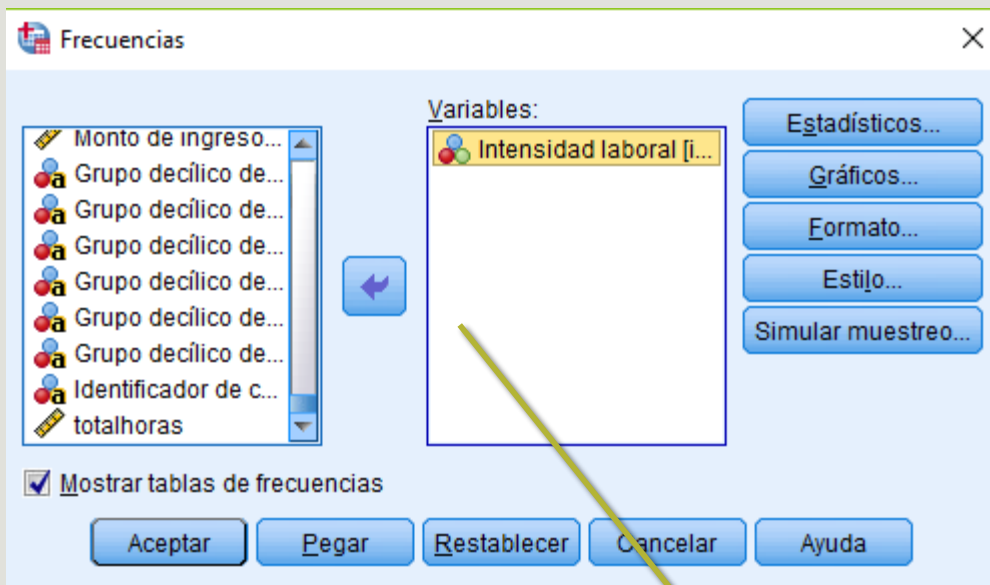 Frecuencias
Variables:
Monto de ingreso...
Grupo decílico de...
Grupo decílico de...
Grupo decílico de...
Grupo decílico de...
Grupo decílico de...
Grupo decílico de...
Identificador de c...
totalhoras
Intensidad laboral [i...
Estadísticos...
Gráficos...
Formato...
Estilo...
Simular muestreo...
Mostrar tablas de frecuencias
Aceptar
Pegar
Restablecer
Cancelar
Ayuda